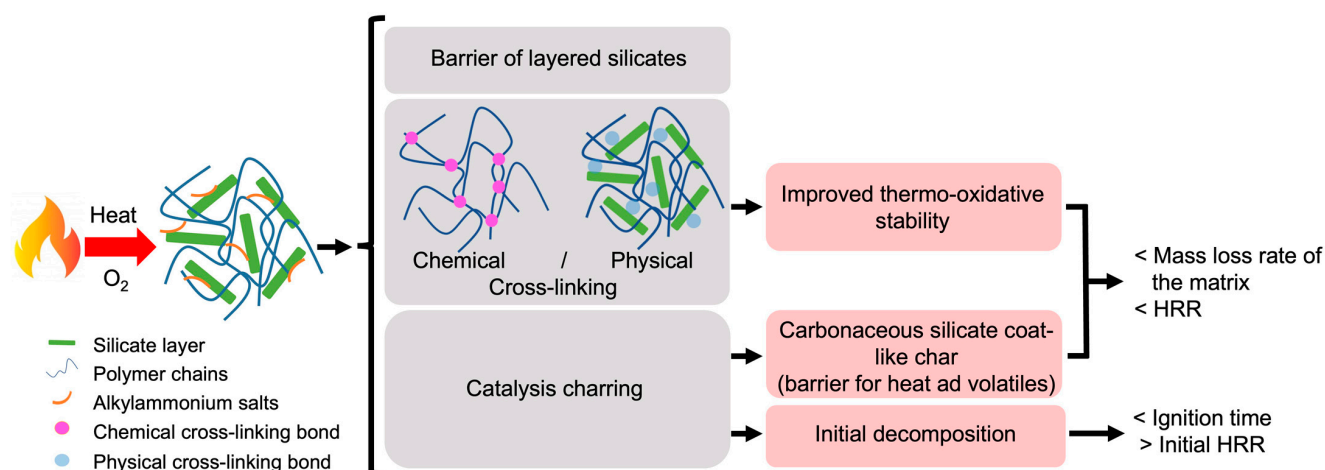 Heat
O2
Silicate layer
Polymer chains
Alkylammonium salts
Chemical cross-linking bond
Physical cross-linking bond
Barrier of layered silicates
Chemical / Physical
Cross-linking
Catalysis charring
Improved thermo-oxidative
stability
Carbonaceous silicate coat-
like char
(barrier for heat ad volatiles)
Initial decomposition
< Mass loss rate of
the matrix
< HRR
< Ignition time
> Initial HRR